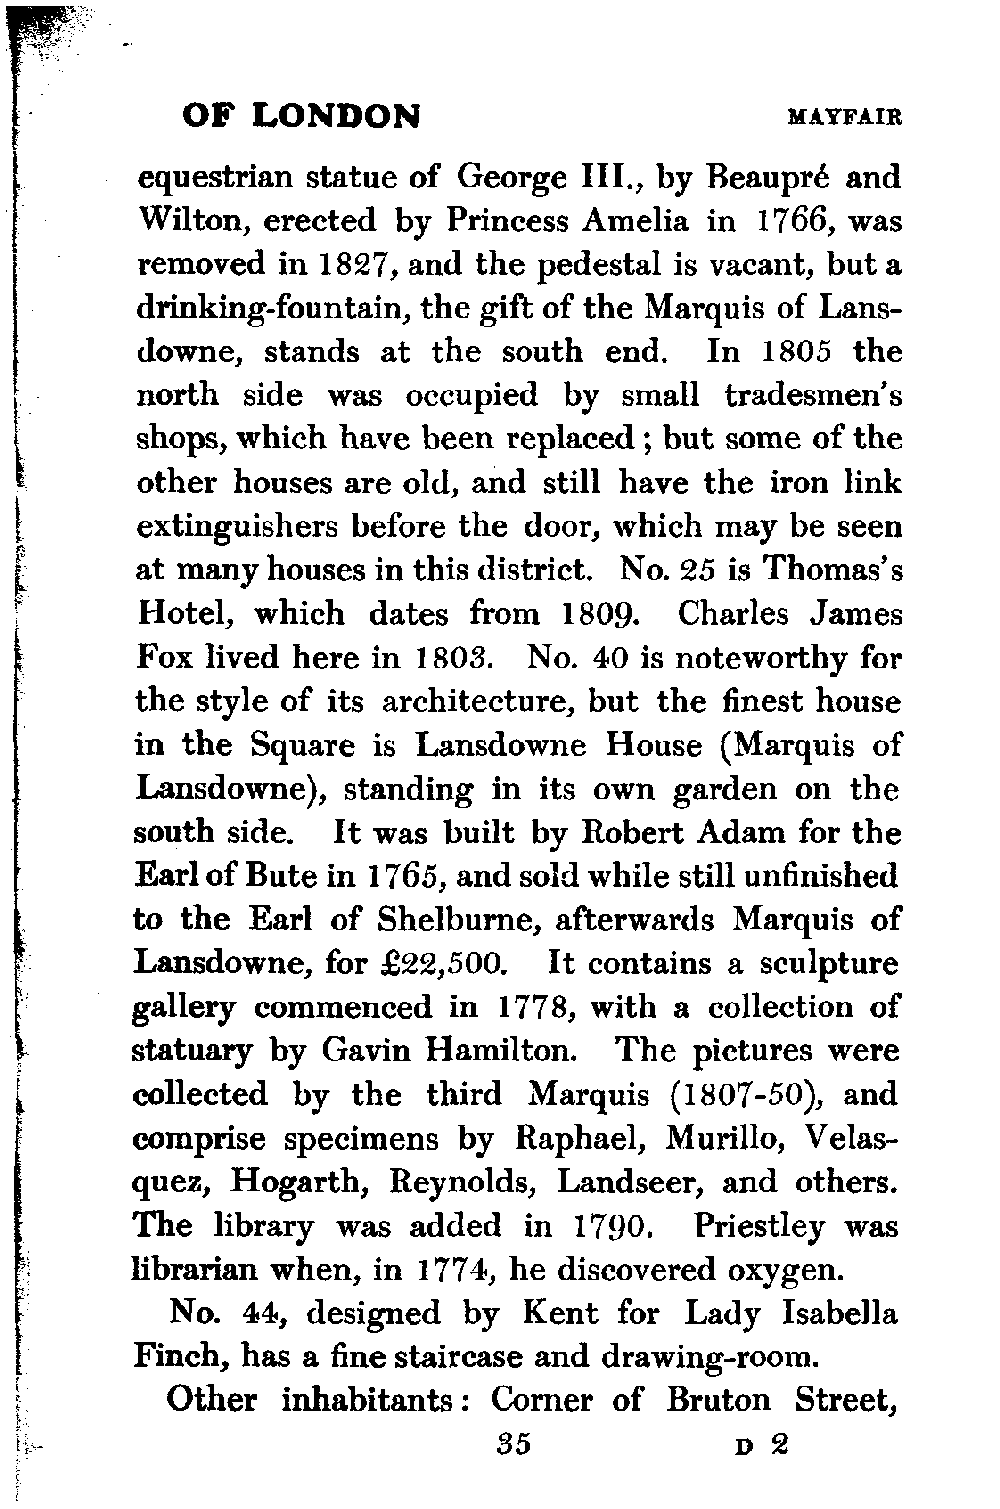 OF LONDON MAYFAIR
equestrian statue of George III., by Beaupré and
Wilton, erected by Princess Amelia in 1766, was
removed in 1827, and the pedestal is vacant, but a
drinking-fountain, the gift of the Marquis of Lans-
downe, stands at the south end. In 1805 the
north side was occupied by small tradesmen's
shops, which have been replaced ; but some of the
other houses are old, and still have the iron link
extinguishers before the door, which may be seen
at many houses in this district. No. 25 is Thomas's
Hotel, which dates from 1809. Charles James
Fox lived here in 1803. No. 40 is noteworthy for
the style of its architecture, but the finest house
in the Square is Lansdowne House (Marquis of
Lansdowne), standing in its own garden on the
south side. It was built by Robert Adam for the
Earl of Bute in 1765, and sold while still unfinished
to the Earl of Shelburne, afterwards Marquis of
Lansdowne, for £22,500. It contains a sculpture
gallery commenced in 1778, with a collection of
statuary by Gavin Hamilton. The pictures were
collected by the third Marquis (1807-50), and
comprise specimens by Raphael, Murillo, Velas-
quez, Hogarth, Reynolds, Landseer, and others.
The library was added in 1790. Priestley was
librarian when, in 1774, he discovered oxygen.
No. 44, designed by Kent for Lady Isabella
Finch, has a fine staircase and drawing-room.
Other inhabitants : Corner of Bruton Street,
35 D 2